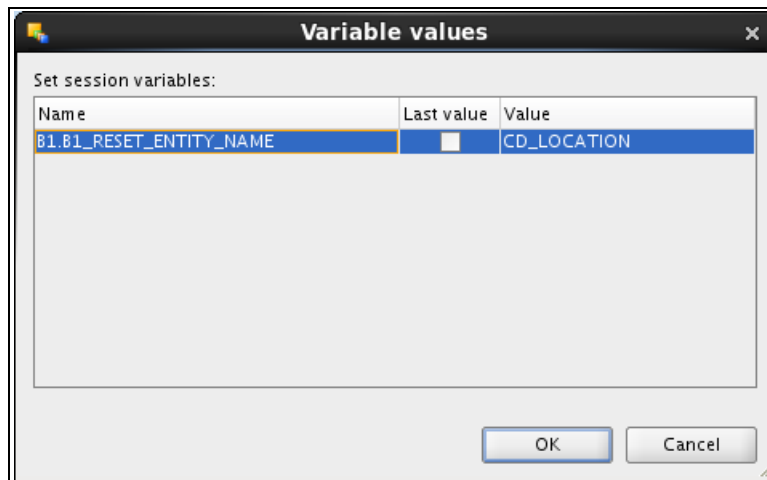 Variable values
Set session variables:
Name Last value Value
B1.B1_RESET_ENTITY_NAME CD_LOCATION
OK Cancel